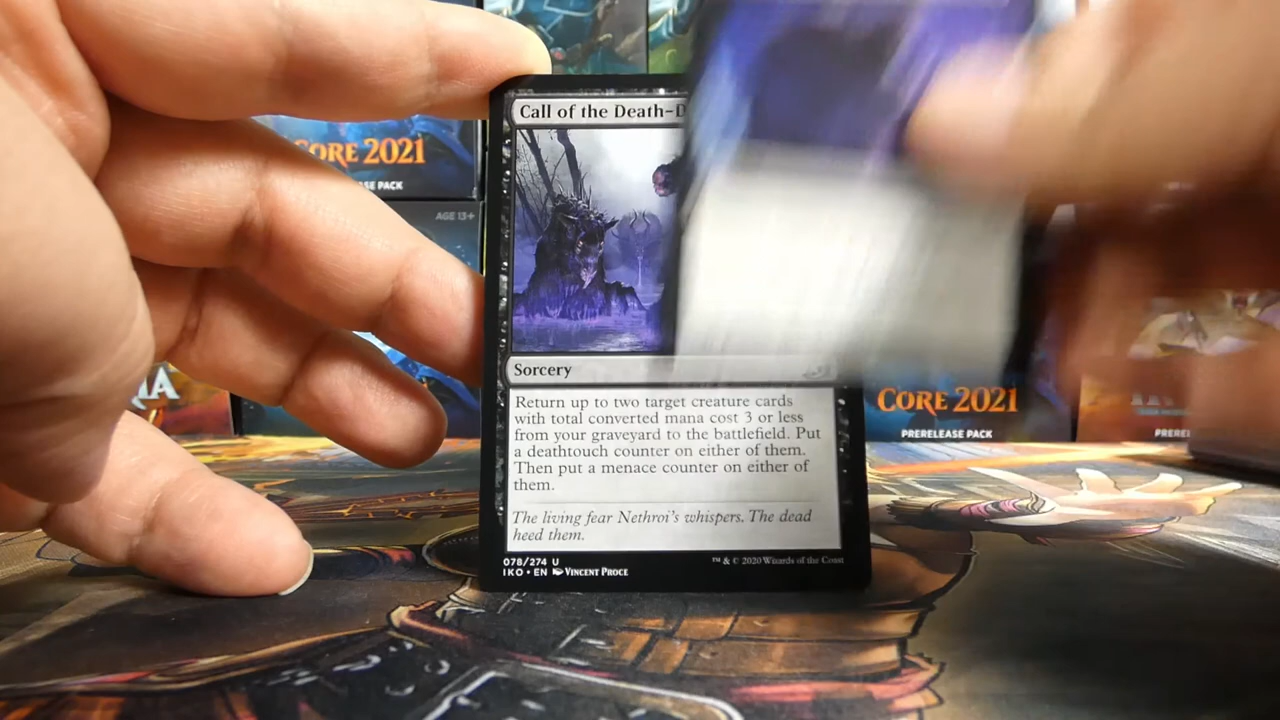 Call of the Death-D
CORE 2021
SE PACK
AGE 13+
Sorcery
Return up to two target creature cards
with total converted mana cost 3 or less
from your graveyard to the battlefield. Put
a deathtouch counter on either of them.
Then put a menace counter on either of
them.
The living fear Nethroi's whispers. The dead
heed them.
078/274 U
IKO • EN VINCENT PROCE
™ & © 2020 Wizards of the Coast
CORE 2021
PRERELEASE PACK
PREREL